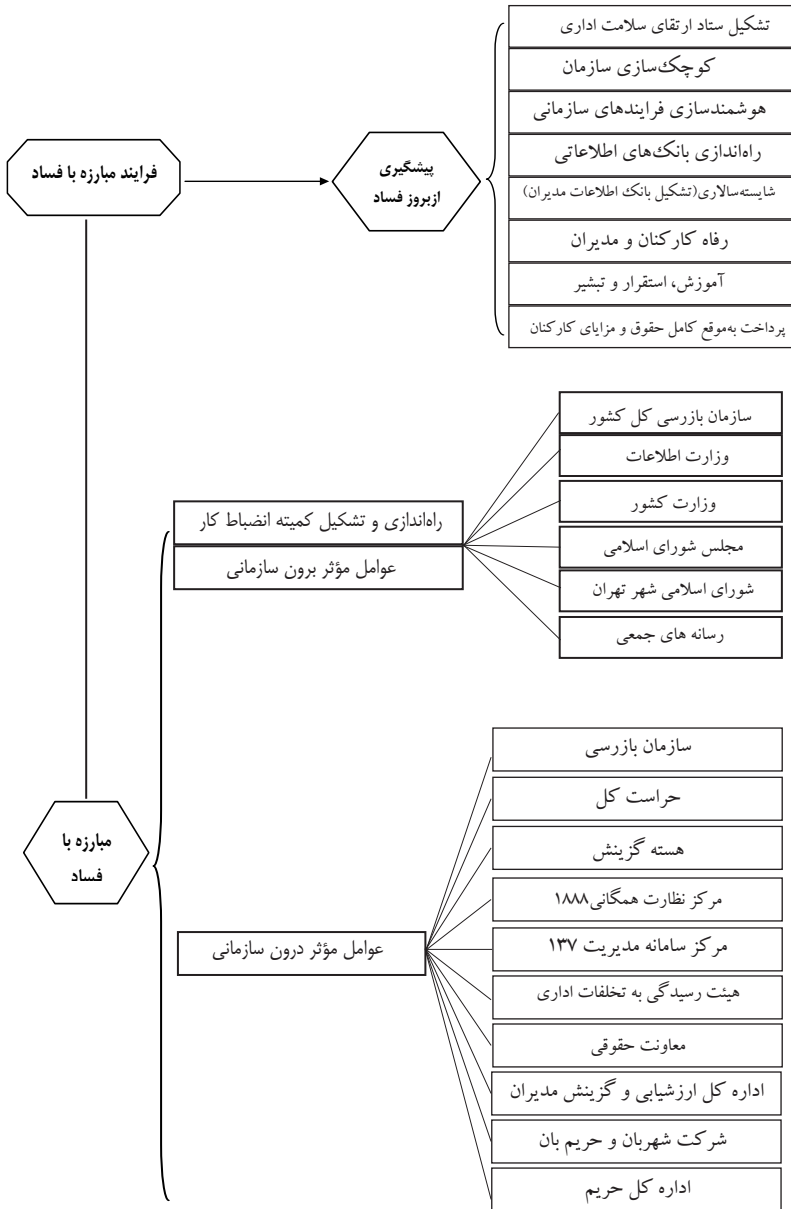 تشکیل ستاد ارتقای سلامت اداری
کوچک‌سازی سازمان
هوشمندسازی فرایندهای سازمانی
راه‌اندازی بانک‌های اطلاعاتی
شایسته‌سالاری(تشکیل بانک اطلاعات مدیران)
رفاه کارکنان و مدیران
آموزش، استقرار و تبشیر
پرداخت به‌موقع کامل حقوق و مزایای کارکنان
پیشگیری
ازبروز فساد
فرایند مبارزه با فساد
سازمان بازرسی کل کشور
وزارت اطلاعات
وزارت کشور
مجلس شورای اسلامی
شورای اسلامی شهر تهران
رسانه های جمعی
راه‌اندازی و تشکیل کمیته انضباط کار
عوامل مؤثر برون سازمانی
سازمان بازرسی
حراست کل
هسته گزینش
مرکز نظارت همگانی۱۸۸۸
مرکز سامانه مدیریت ۱۳۷
هیئت رسیدگی به تخلفات اداری
معاونت حقوقی
اداره کل ارزشیابی و گزینش مدیران
شرکت شهربان و حریم بان
اداره کل حریم
عوامل مؤثر درون سازمانی
مبارزه با
فساد